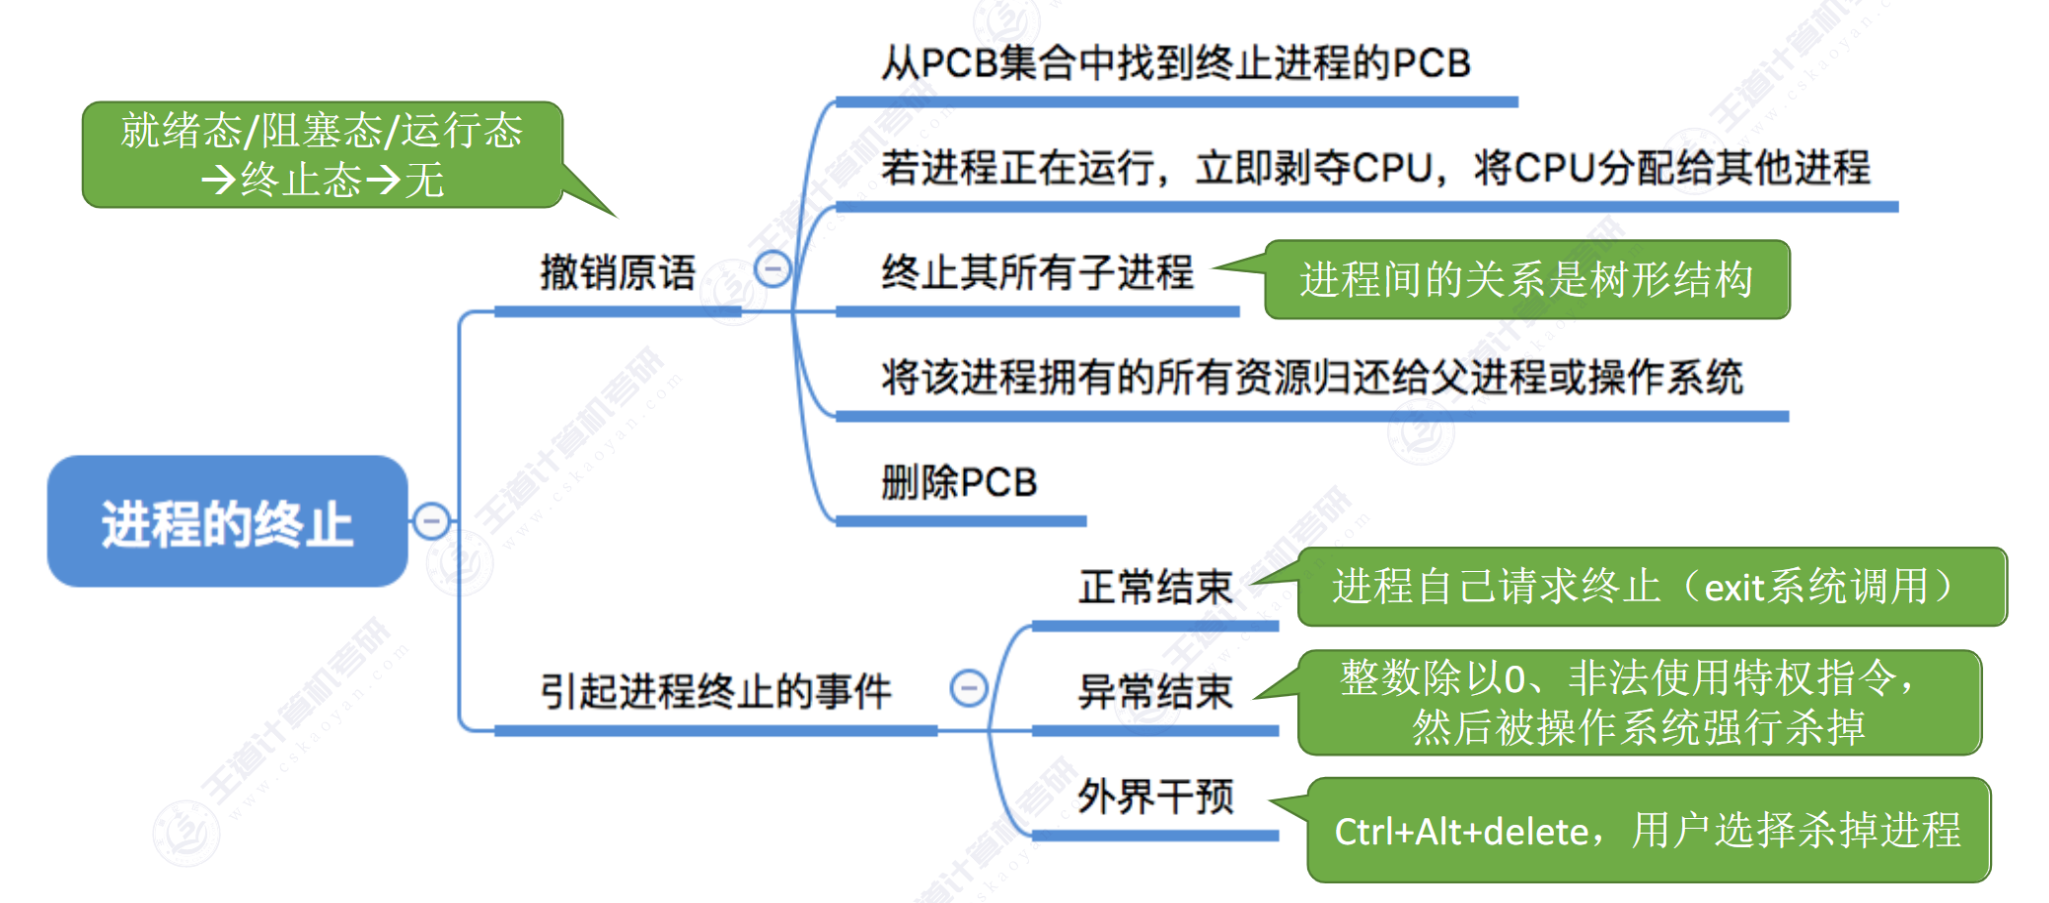 从PCB集合中找到终止进程的PCB
就绪态/阻塞态/运行态
→终止态→无
若进程正在运行，立即剥夺CPU，将CPU分配给其他进程
撤销原语
终止其所有子进程
进程间的关系是树形结构
将该进程拥有的所有资源归还给父进程或操作系统
删除PCB
进程的终止
正常结束
进程自己请求终止（exit系统调用）
引起进程终止的事件
异常结束
整数除以0、非法使用特权指令，
然后被操作系统强行杀掉
外界干预
Ctrl+Alt+delete，用户选择杀掉进程
王道计算机考研
www.cskaoyan.com